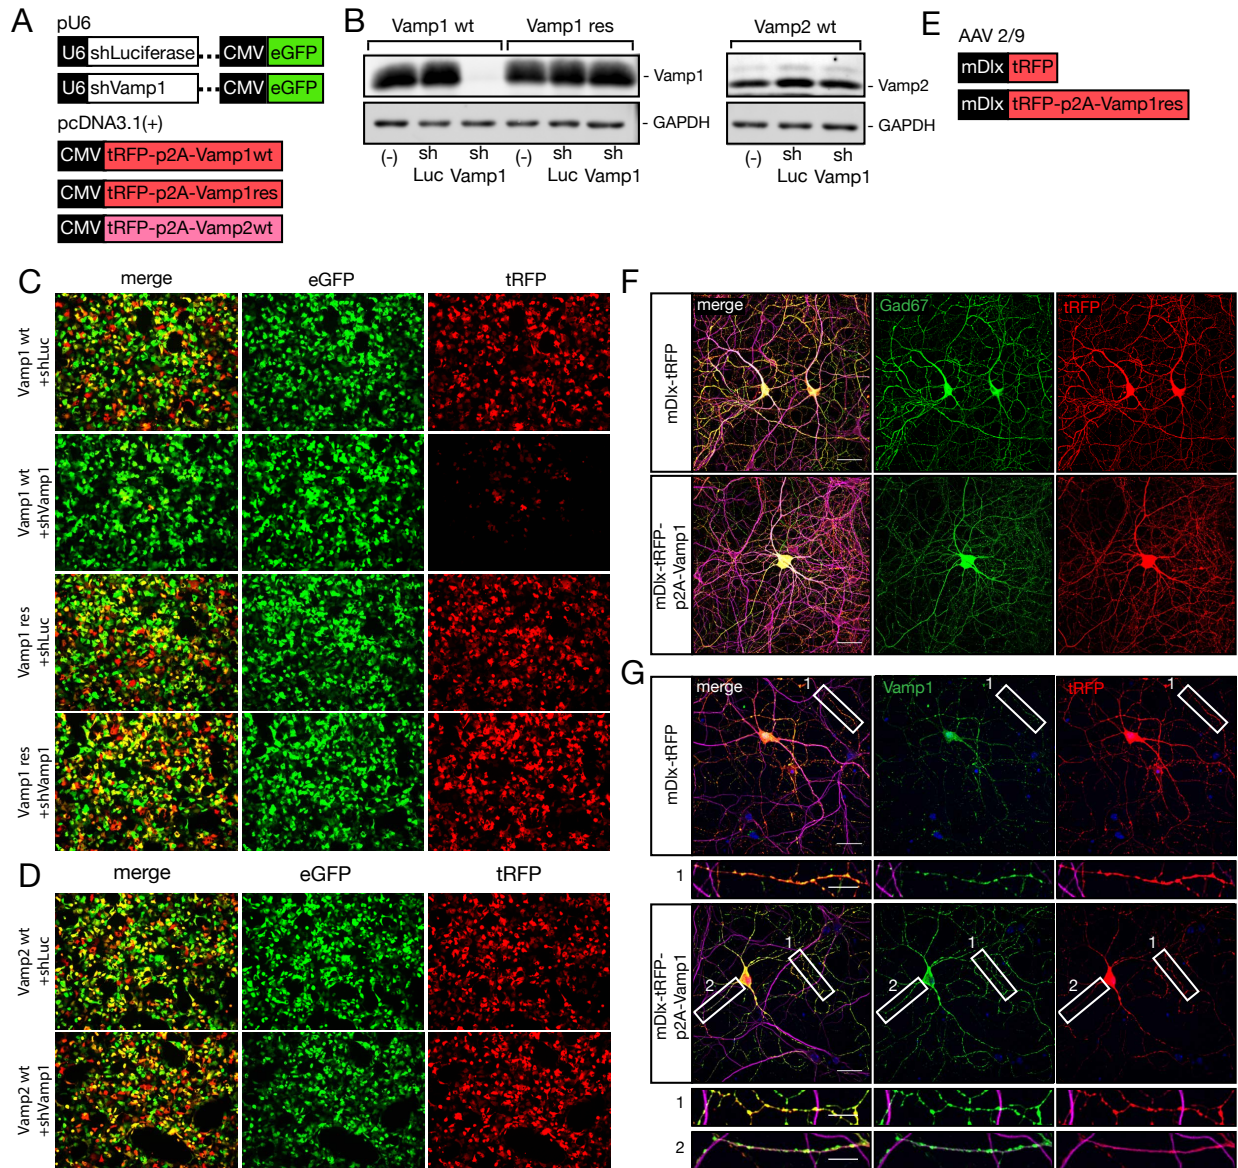 A
pU6
U6 shLuciferase CMV eGFP
U6 shVamp1 CMV eGFP
pcDNA3.1(+)
CMV tRFP-p2A-Vamp1wt
CMV tRFP-p2A-Vamp1res
CMV tRFP-p2A-Vamp2wt
B
Vamp1 wt Vamp1 res Vamp2 wt
- Vamp1 - Vamp2
- GAPDH - GAPDH
(-) sh sh (-) sh sh (-) sh sh
Luc Vamp1 Luc Vamp1 Luc Vamp1
E
AAV 2/9
mDlx tRFP
mDlx tRFP-p2A-Vamp1res
C
merge eGFP tRFP
Vamp1 wt
+shLuc
Vamp1 wt
+shVamp1
Vamp1 res
+shLuc
Vamp1 res
+shVamp1
D
merge eGFP tRFP
Vamp2 wt
+shLuc
Vamp2 wt
+shVamp1
F
merge Gad67 tRFP
mDlx-tRFP
mDlx-tRFP-
p2A-Vamp1
G
merge 1 Vamp1 1 tRFP 1
mDlx-tRFP
1
mDlx-tRFP-
p2A-Vamp1
1 1 1
2 2 2
1
2